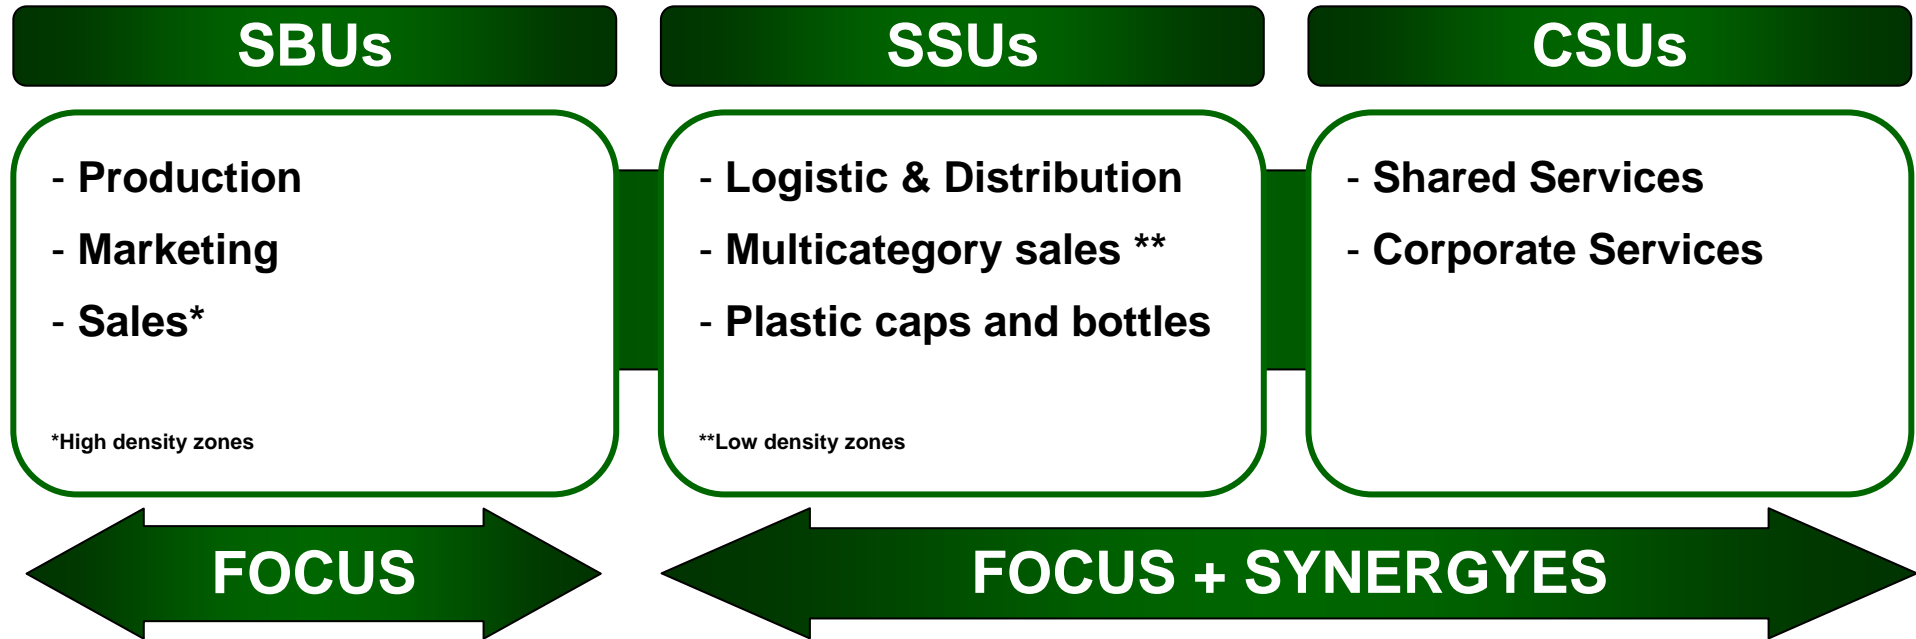 SBUs
SSUs
CSUs
- Production
- Marketing
- Sales*
*High density zones
- Logistic & Distribution
- Multicategory sales **
- Plastic caps and bottles
**Low density zones
- Shared Services
- Corporate Services
FOCUS
FOCUS + SYNERGYES